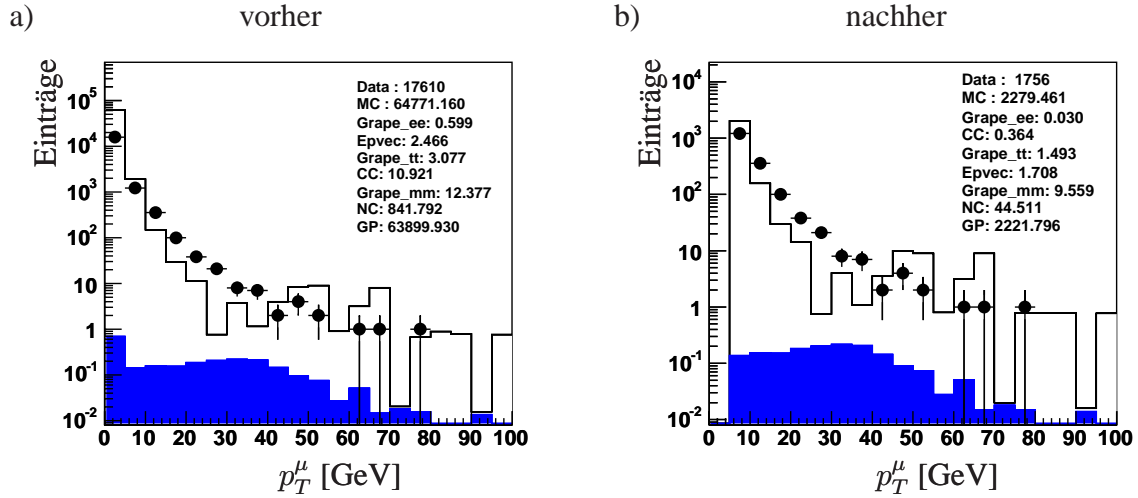 a) vorher
Einträge
10^5
10^4
10^3
10^2
10
1
10^-1
10^-2
0 10 20 30 40 50 60 70 80 90 100
p_T^μ [GeV]
Data : 17610
MC : 64771.160
Grape_ee: 0.599
Epvec: 2.466
Grape_tt: 3.077
CC: 10.921
Grape_mm: 12.377
NC: 841.792
GP: 63899.930
b) nachher
Einträge
10^4
10^3
10^2
10
1
10^-1
10^-2
0 10 20 30 40 50 60 70 80 90 100
p_T^μ [GeV]
Data : 1756
MC : 2279.461
Grape_ee: 0.030
CC: 0.364
Grape_tt: 1.493
Epvec: 1.708
Grape_mm: 9.559
NC: 44.511
GP: 2221.796